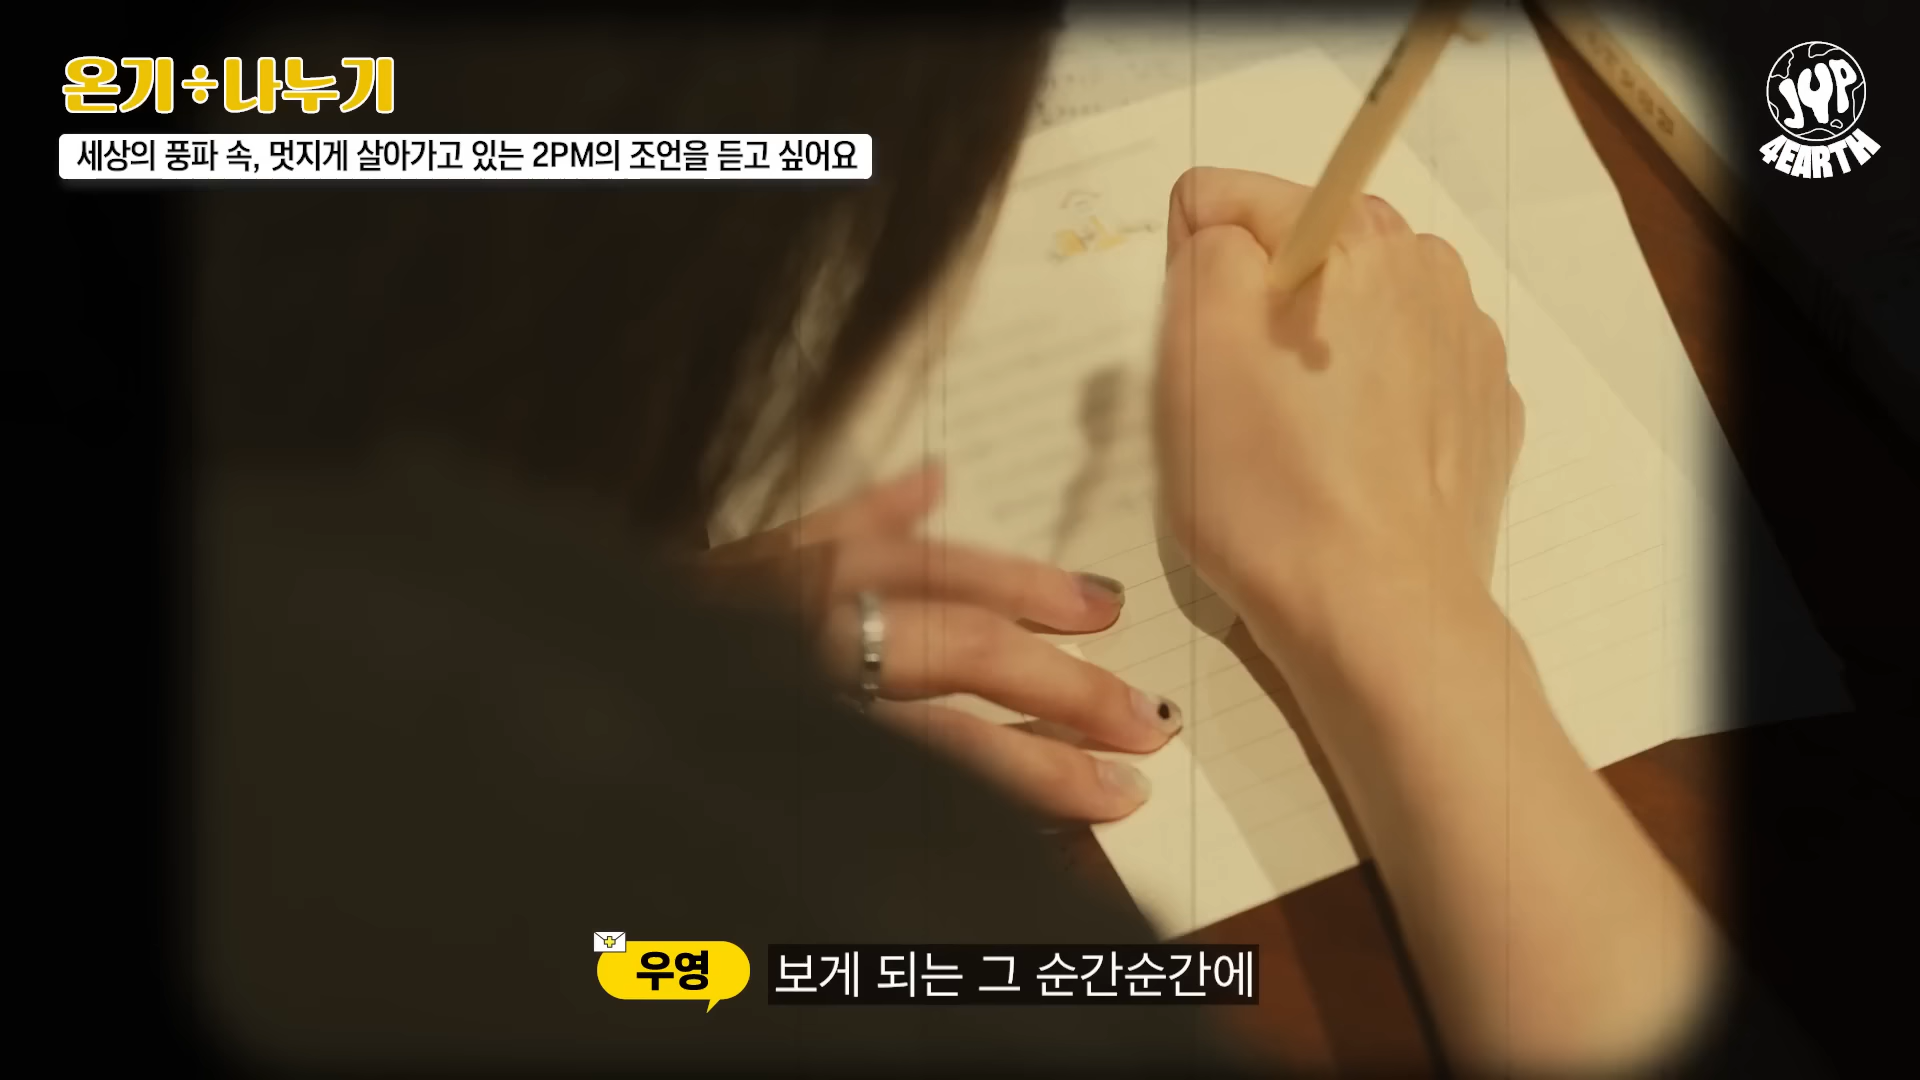 온기÷나누기
세상의 풍파 속, 멋지게 살아가고 있는 2PM의 조언을 듣고 싶어요
JYP
4EARTH
우영
보게 되는 그 순간순간에